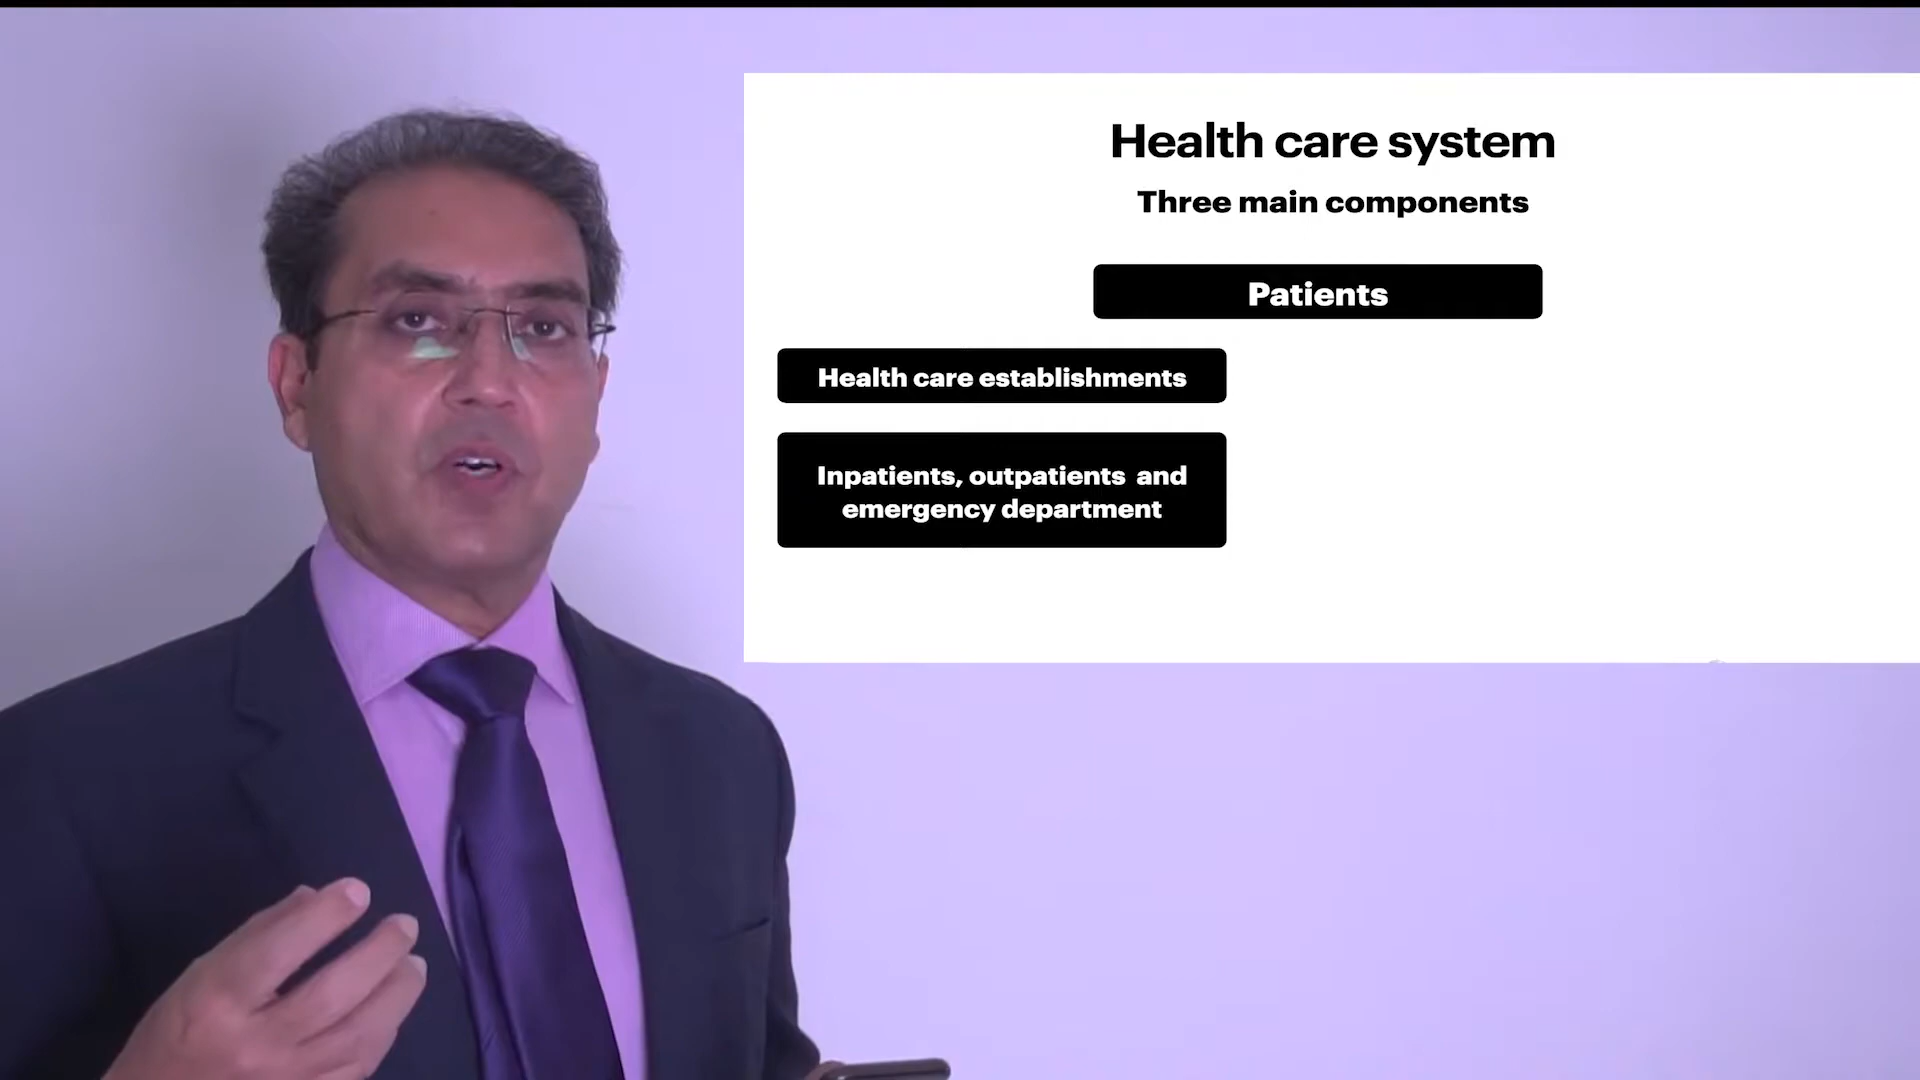 Health care system
Three main components
Patients
Health care establishments
Inpatients, outpatients and
emergency department